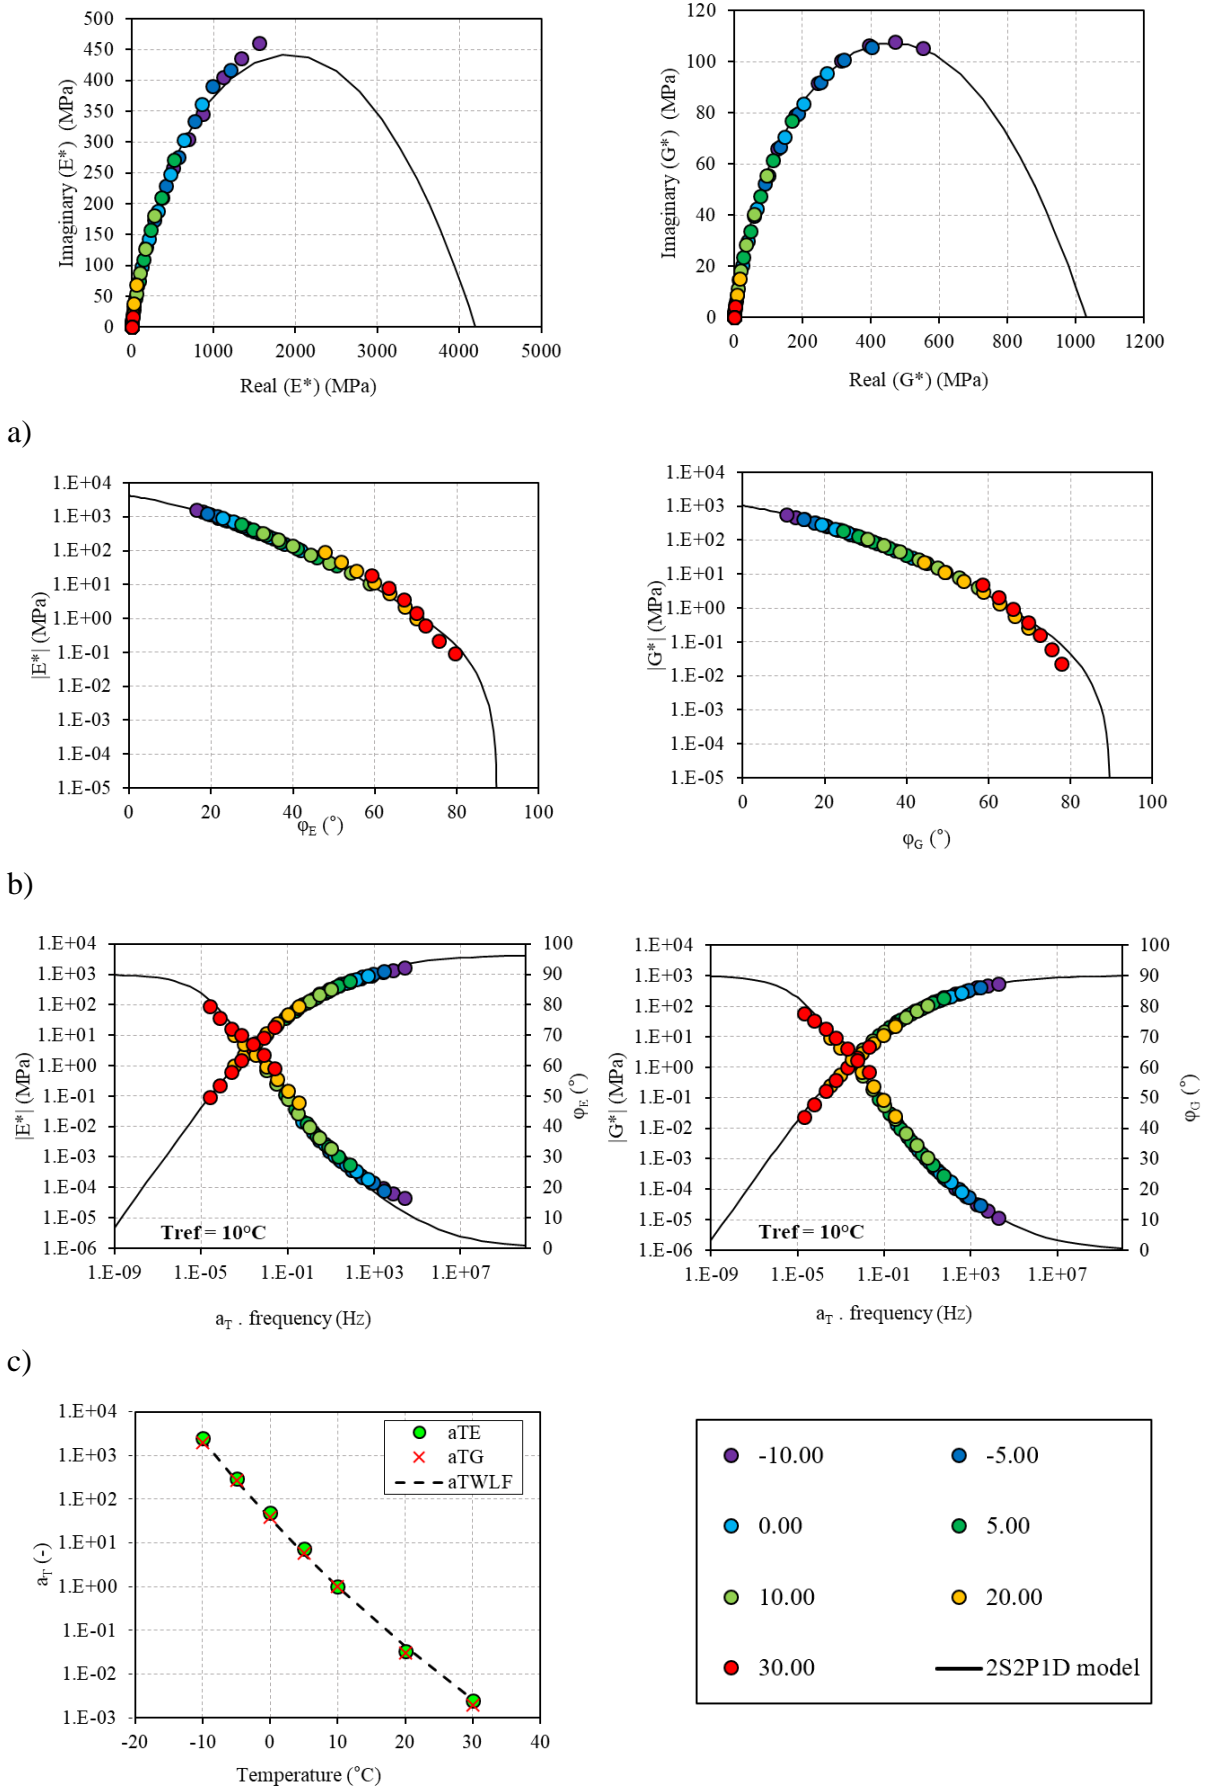 500
450
400
350
300
250
200
150
100
50
0
Imaginary (E*) (MPa)
0 1000 2000 3000 4000 5000
Real (E*) (MPa)
120
100
80
60
40
20
0
Imaginary (G*) (MPa)
0 200 400 600 800 1000 1200
Real (G*) (MPa)
a)
1.E+04
1.E+03
1.E+02
1.E+01
1.E+00
1.E-01
1.E-02
1.E-03
1.E-04
1.E-05
|E*| (MPa)
0 20 40 60 80 100
φE (°)
1.E+04
1.E+03
1.E+02
1.E+01
1.E+00
1.E-01
1.E-02
1.E-03
1.E-04
1.E-05
|G*| (MPa)
0 20 40 60 80 100
φG (°)
b)
1.E+04
1.E+03
1.E+02
1.E+01
1.E+00
1.E-01
1.E-02
1.E-03
1.E-04
1.E-05
1.E-06
|E*| (MPa)
100
90
80
70
60
50
40
30
20
10
0
φE (°)
Tref = 10°C
1.E-09 1.E-05 1.E-01 1.E+03 1.E+07
aT . frequency (Hz)
1.E+04
1.E+03
1.E+02
1.E+01
1.E+00
1.E-01
1.E-02
1.E-03
1.E-04
1.E-05
1.E-06
|G*| (MPa)
100
90
80
70
60
50
40
30
20
10
0
φG (°)
Tref = 10°C
1.E-09 1.E-05 1.E-01 1.E+03 1.E+07
aT . frequency (Hz)
c)
1.E+04
1.E+03
1.E+02
1.E+01
1.E+00
1.E-01
1.E-02
1.E-03
aT (-)
aTE
aTG
aTWLF
-20 -10 0 10 20 30 40
Temperature (°C)
-10.00 -5.00
0.00 5.00
10.00 20.00
30.00 2S2P1D model